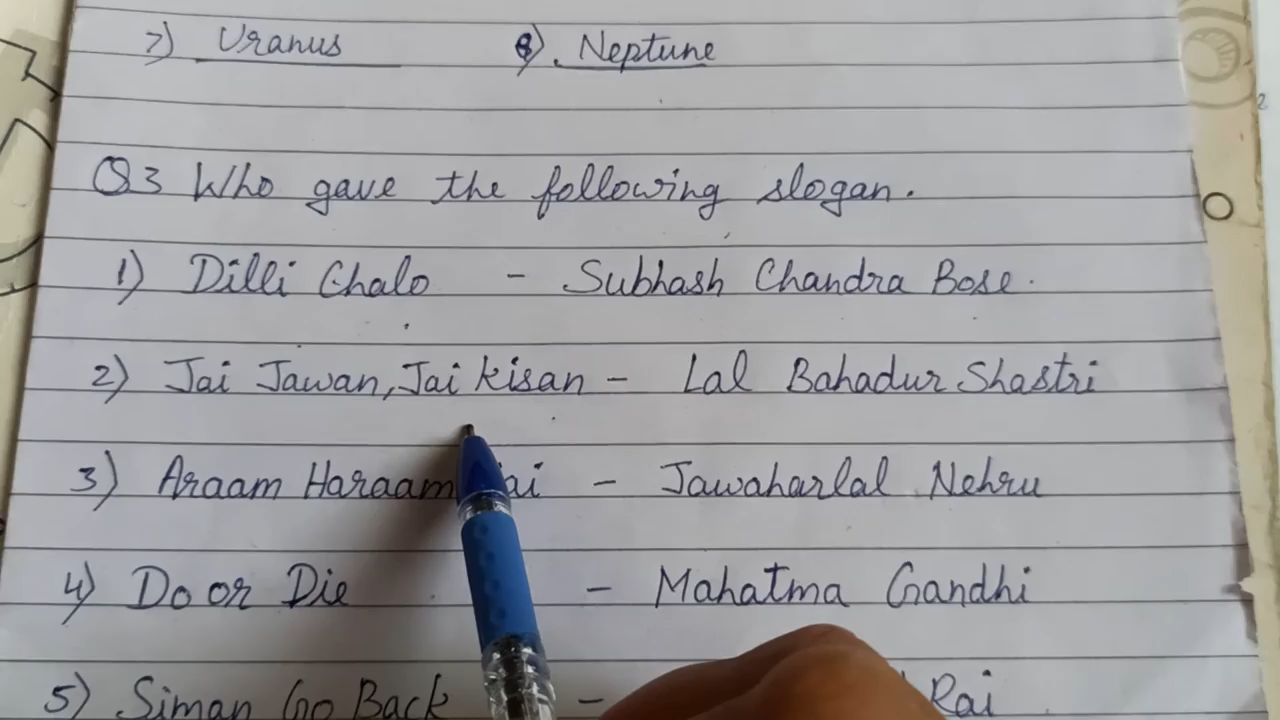 7) Uranus 8). Neptune
Q3 Who gave the following slogan.
1) Dilli Chalo - Subhash Chandra Bose.
2) Jai Jawan, Jai Kisan - Lal Bahadur Shastri
3) Araam Haraam - Jawaharlal Nehru
4) Do or Die - Mahatma Gandhi
5) Siman Go Back - Rai